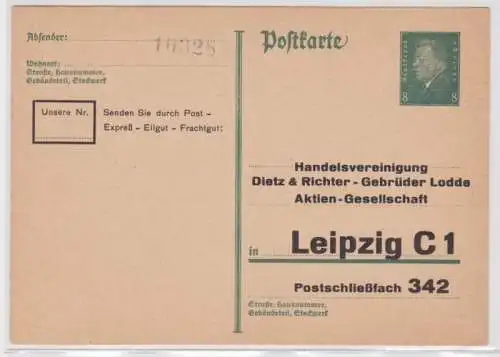 Absender:
10328
Postkarte
Wohnort:
Straße, Hausnummer,
Gebäudeteil, Stockwerk
Unsere Nr.
Senden Sie durch Post -
Expreß - Eilgut - Frachtgut:
8 8
Handelsvereinigung
Dietz & Richter - Gebrüder Lodde
Aktien-Gesellschaft
in Leipzig C 1
Postschließfach 342
Straße, Hausnummer,
Gebäudeteil, Stockwerk